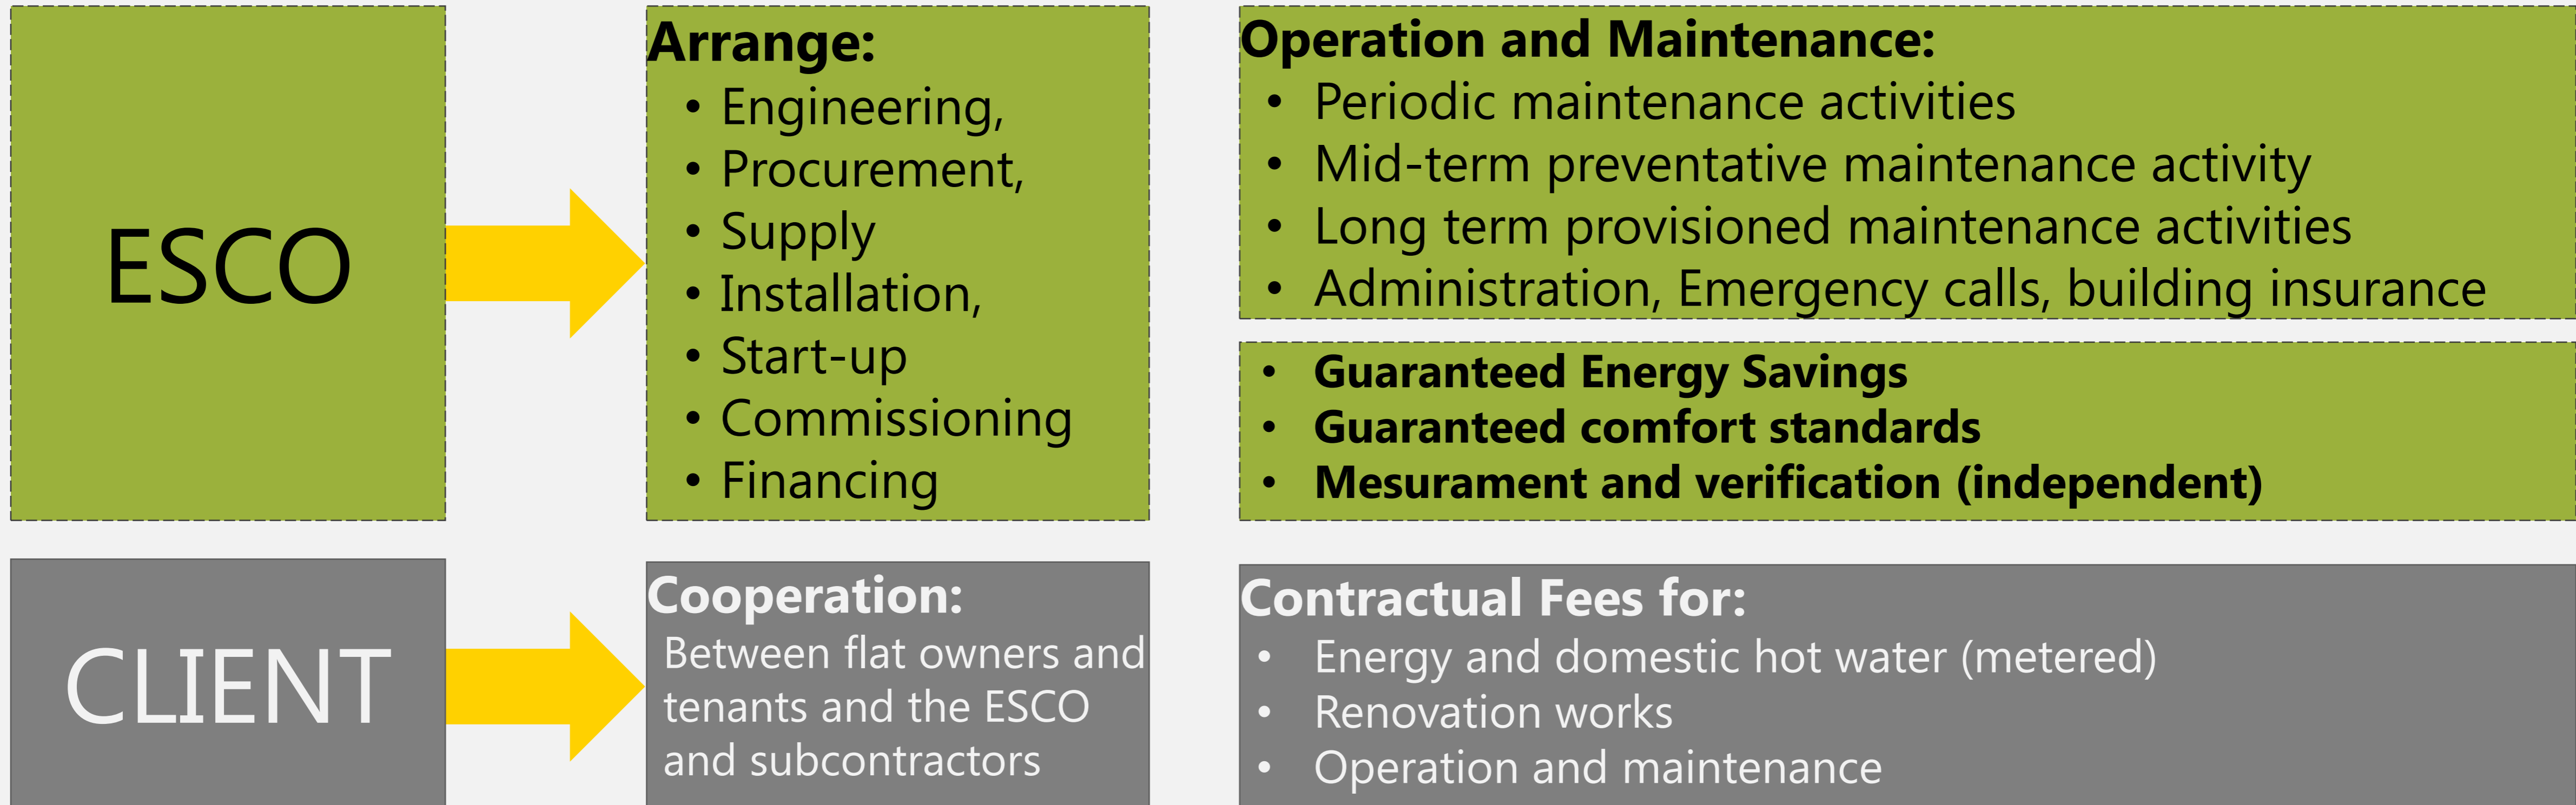 ESCO
Arrange:
• Engineering,
• Procurement,
• Supply
• Installation,
• Start-up
• Commissioning
• Financing
Operation and Maintenance:
• Periodic maintenance activities
• Mid-term preventative maintenance activity
• Long term provisioned maintenance activities
• Administration, Emergency calls, building insurance
• Guaranteed Energy Savings
• Guaranteed comfort standards
• Mesurament and verification (independent)
CLIENT
Cooperation:
Between flat owners and
tenants and the ESCO
and subcontractors
Contractual Fees for:
• Energy and domestic hot water (metered)
• Renovation works
• Operation and maintenance